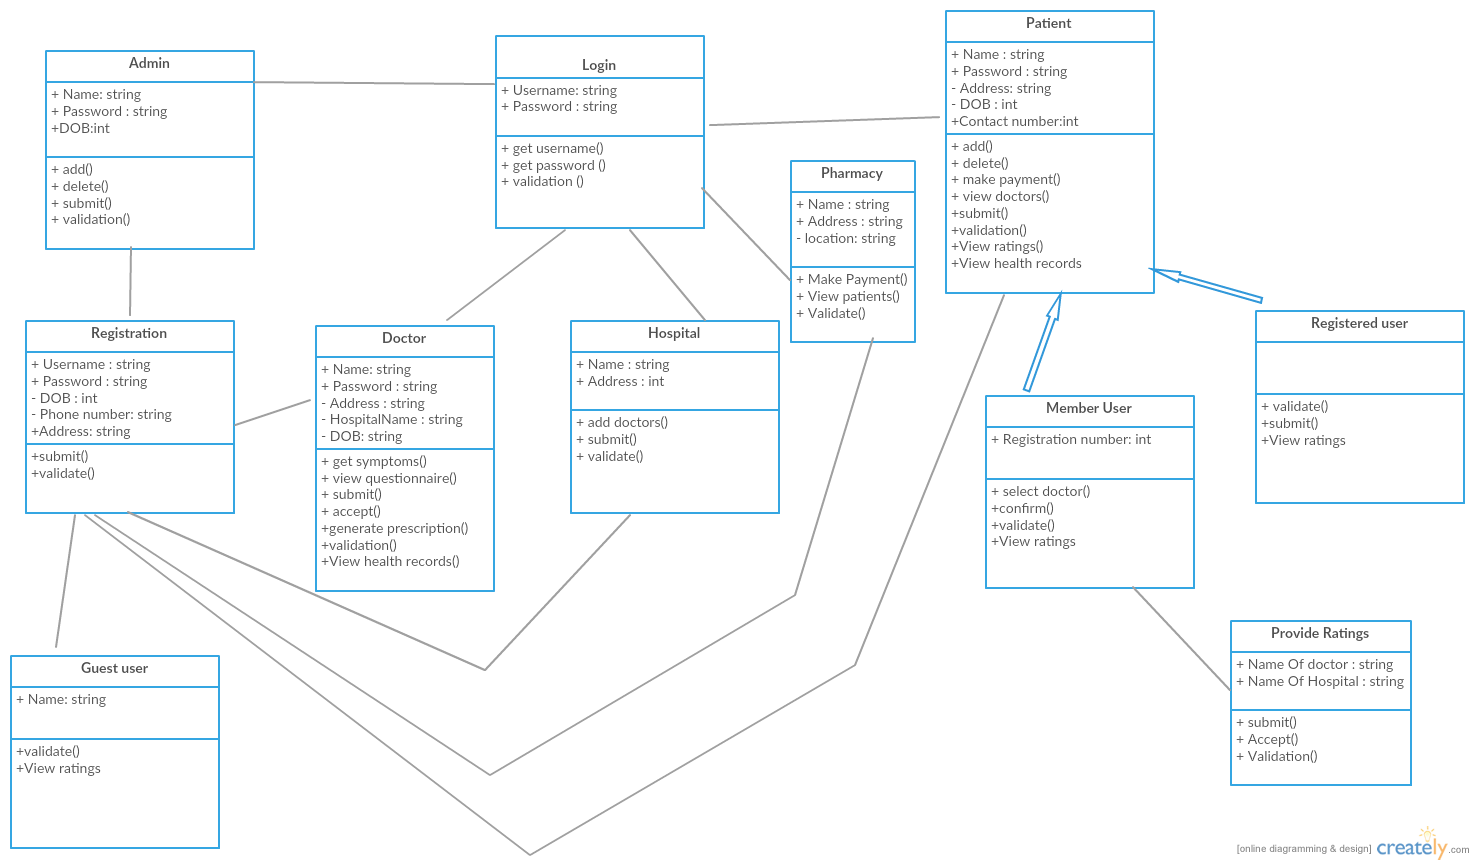 Admin
+ Name: string
+ Password : string
+DOB:int
+ add()
+ delete()
+ submit()
+ validation()
Login
+ Username: string
+ Password : string
+ get username()
+ get password ()
+ validation ()
Patient
+ Name : string
+ Password : string
- Address: string
- DOB : int
+Contact number:int
+ add()
+ delete()
+ make payment()
+ view doctors()
+submit()
+validation()
+View ratings()
+View health records
Pharmacy
+ Name : string
+ Address : string
- location: string
+ Make Payment()
+ View patients()
+ Validate()
Registration
+ Username : string
+ Password : string
- DOB : int
- Phone number: string
+Address: string
+submit()
+validate()
Doctor
+ Name: string
+ Password : string
- Address : string
- HospitalName : string
- DOB: string
+ get symptoms()
+ view questionnaire()
+ submit()
+ accept()
+generate prescription()
+validation()
+View health records()
Hospital
+ Name : string
+ Address : int
+ add doctors()
+ submit()
+ validate()
Registered user
+ validate()
+submit()
+View ratings
Member User
+ Registration number: int
+ select doctor()
+confirm()
+validate()
+View ratings
Guest user
+ Name: string
+validate()
+View ratings
Provide Ratings
+ Name Of doctor : string
+ Name Of Hospital : string
+ submit()
+ Accept()
+ Validation()
[online diagramming & design] creately.com